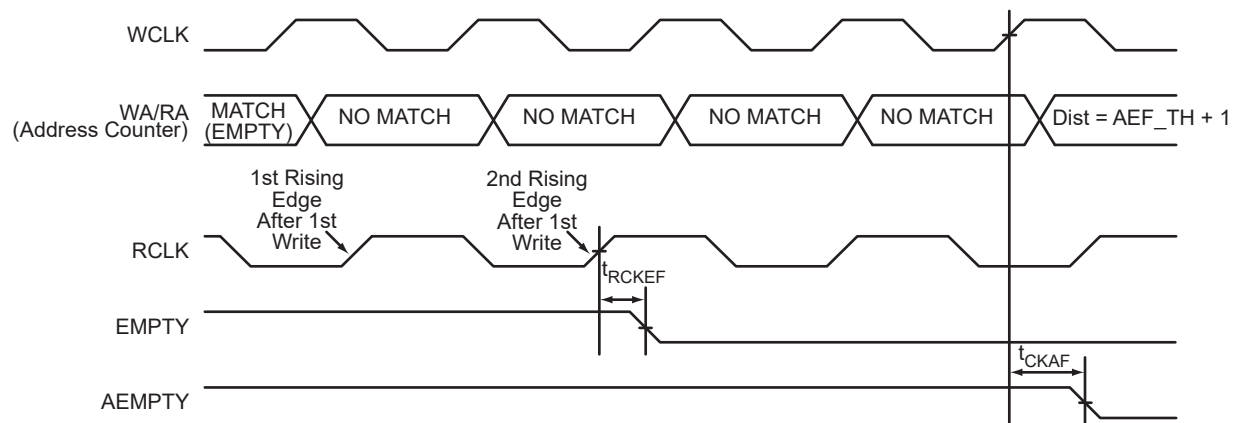 WCLK
WA/RA
(Address Counter)
MATCH
(EMPTY)
NO MATCH
NO MATCH
NO MATCH
NO MATCH
Dist = AEF_TH + 1
1st Rising
Edge
After 1st
Write
2nd Rising
Edge
After 1st
Write
RCLK
tRCKEF
EMPTY
tCKAF
AEMPTY